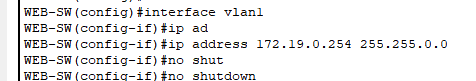 WEB-SW(config)#interface vlan1
WEB-SW(config-if)#ip ad
WEB-SW(config-if)#ip address 172.19.0.254 255.255.0.0
WEB-SW(config-if)#no shut
WEB-SW(config-if)#no shutdown